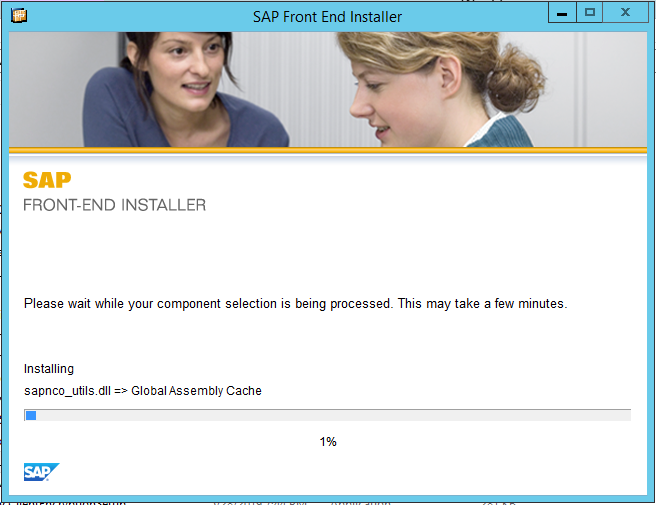 SAP Front End Installer
SAP
FRONT-END INSTALLER
Please wait while your component selection is being processed. This may take a few minutes.
Installing
sapnco_utils.dll => Global Assembly Cache
1%
SAP